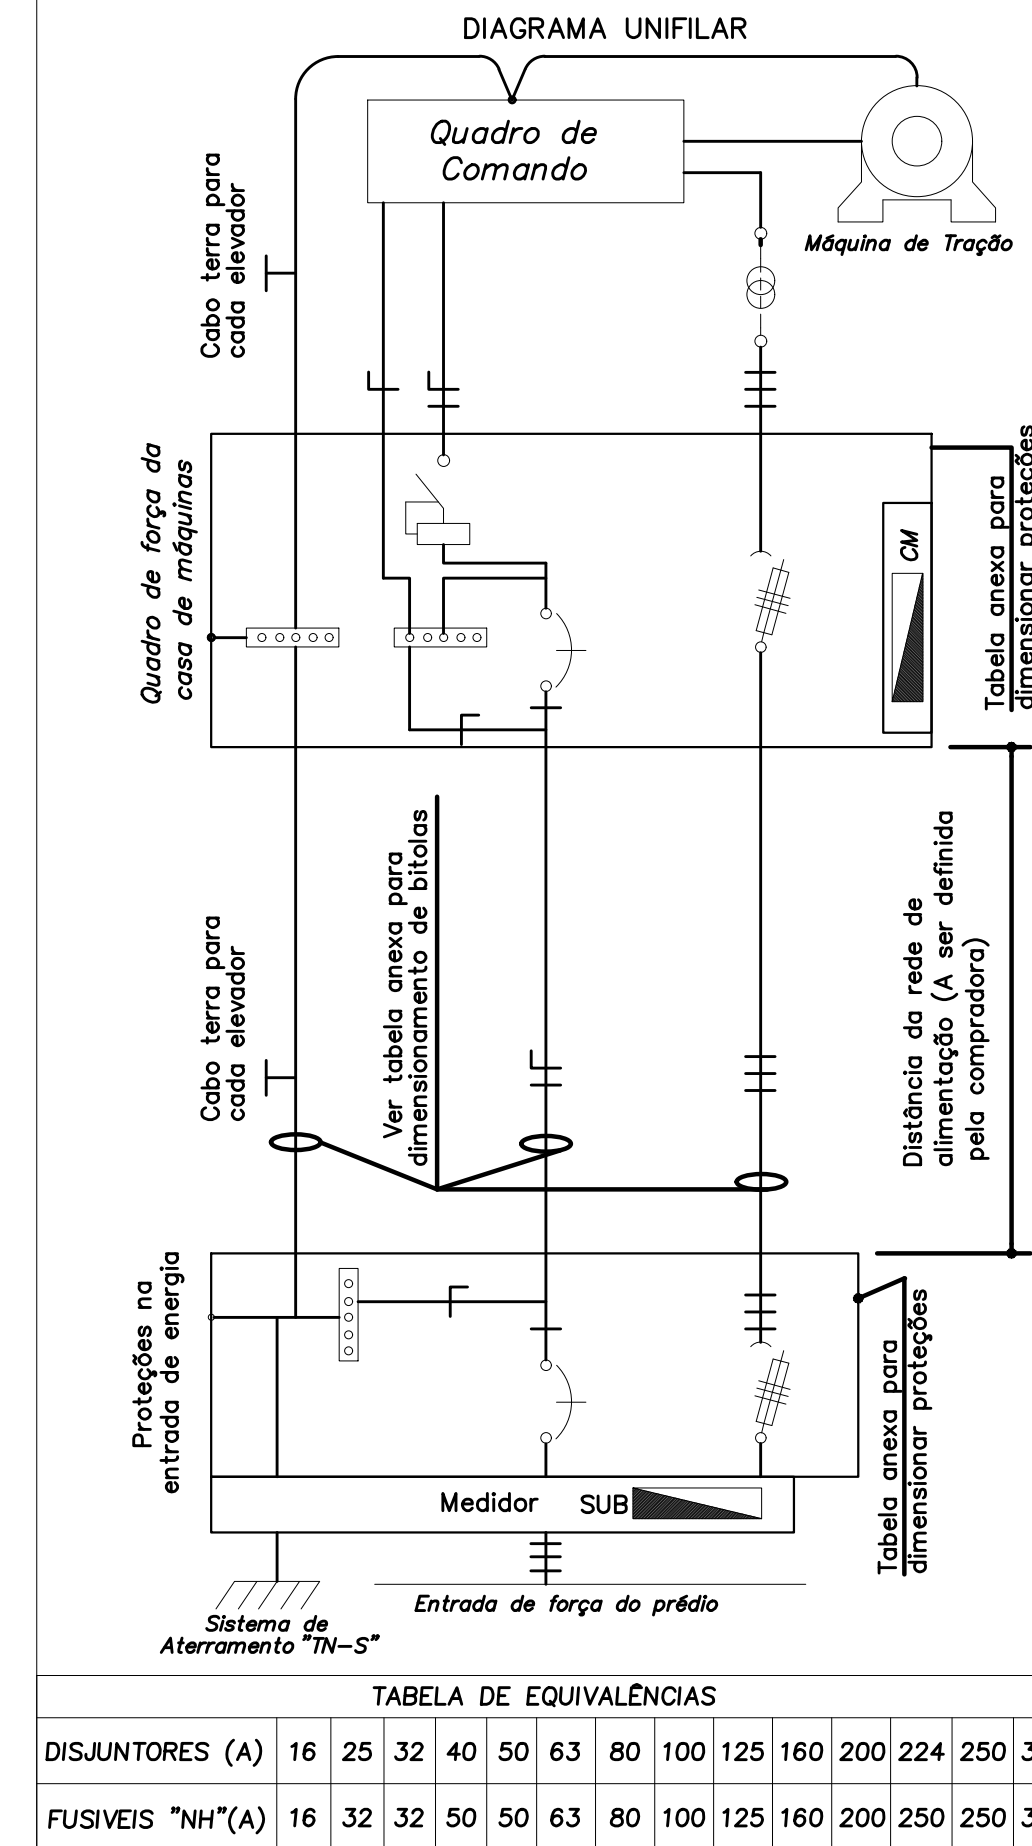 DIAGRAMA UNIFILAR
Quadro de
Comando
Máquina de Tração
Cabo terra para
cada elevador
Quadro de força da
casa de máquinas
CM
Tabela anexa para
dimensionar proteções
Ver tabela anexa para
dimensionamento de bitolas
Cabo terra para
cada elevador
Distância da rede de
alimentação (A ser definida
pela compradora)
Proteções na
entrada de energia
Tabela anexa para
dimensionar proteções
Medidor SUB
Entrada de força do prédio
Sistema de
Aterramento "TN-S"
TABELA DE EQUIVALÊNCIAS
DISJUNTORES (A) 16 25 32 40 50 63 80 100 125 160 200 224 250
FUSIVEIS "NH"(A) 16 32 32 50 50 63 80 100 125 160 200 250 250